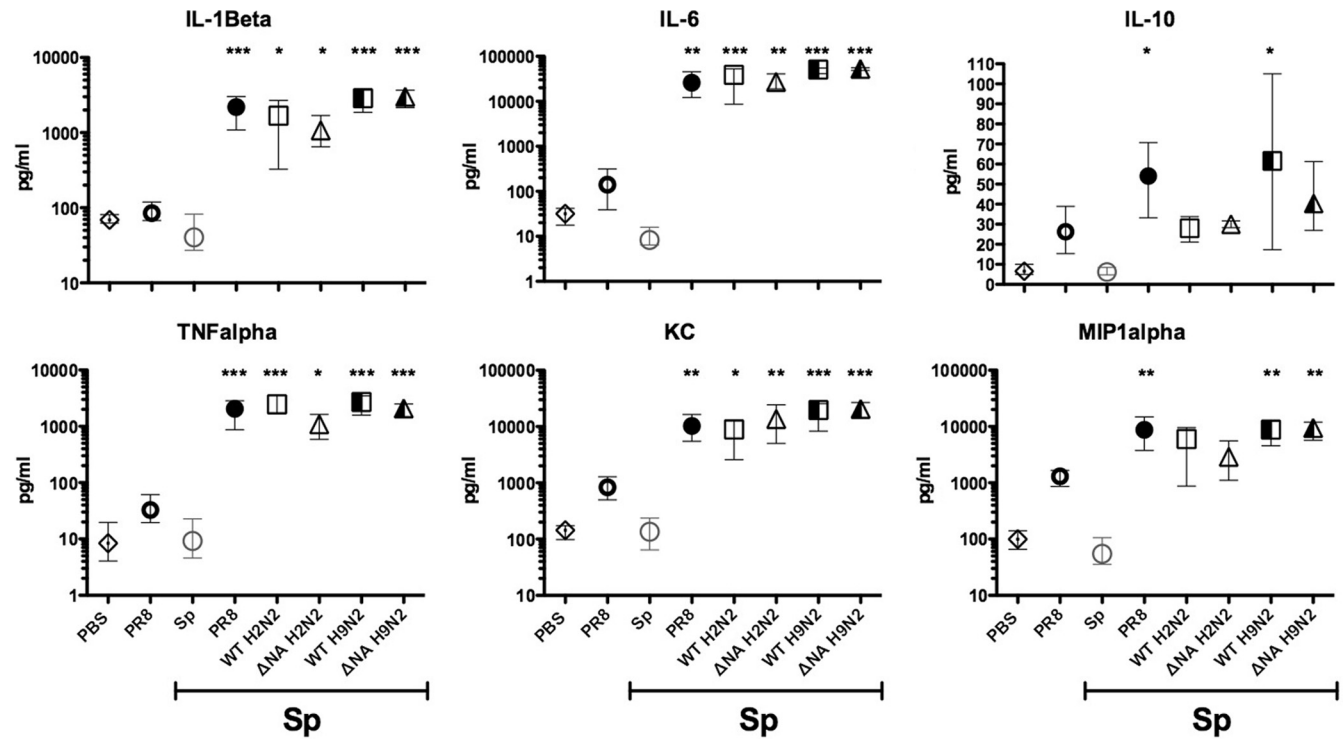 IL-1Beta
*** * * *** ***
10000
1000
100
10
pg/ml
IL-6
** *** ** *** ***
100000
10000
1000
100
10
1
pg/ml
IL-10
* *
110
100
90
80
70
60
50
40
30
20
10
0
pg/ml
TNFalpha
*** *** * *** ***
10000
1000
100
10
1
pg/ml
PBS
PR8
Sp
PR8
WT H2N2
ΔNA H2N2
WT H9N2
ΔNA H9N2
Sp
KC
** * ** *** ***
100000
10000
1000
100
10
pg/ml
PBS
PR8
Sp
PR8
WT H2N2
ΔNA H2N2
WT H9N2
ΔNA H9N2
Sp
MIP1alpha
** ** **
100000
10000
1000
100
10
pg/ml
PBS
PR8
Sp
PR8
WT H2N2
ΔNA H2N2
WT H9N2
ΔNA H9N2
Sp